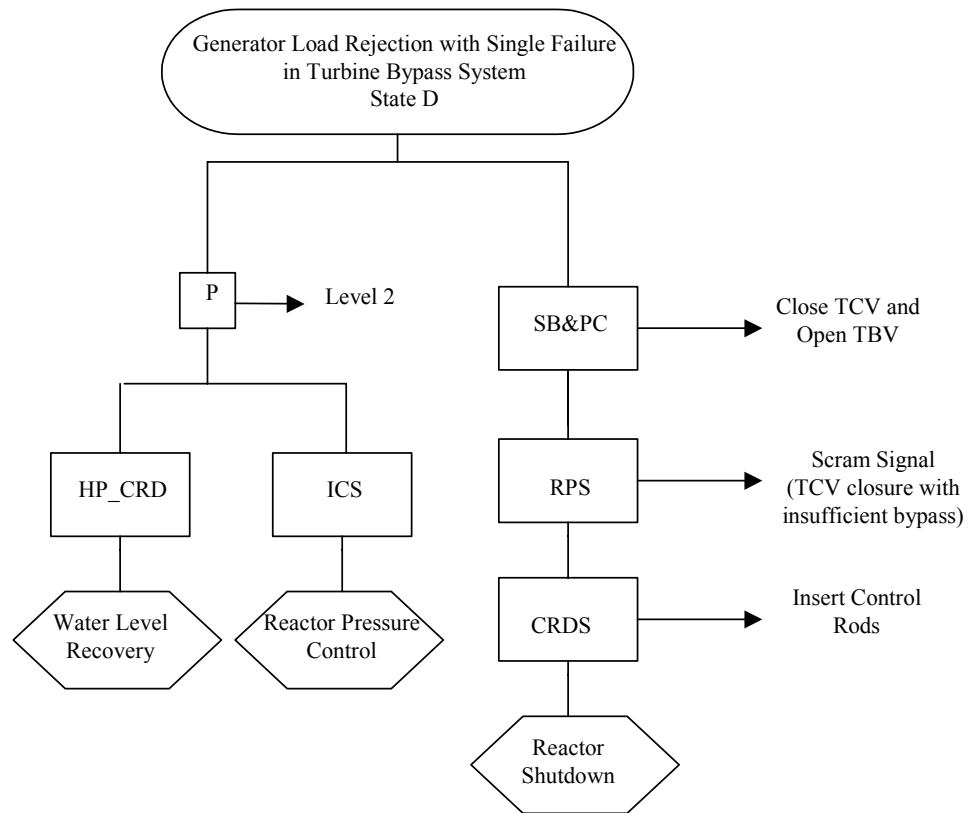 Generator Load Rejection with Single Failure
in Turbine Bypass System
State D
P
Level 2
SB&PC
Close TCV and
Open TBV
HP_CRD
ICS
RPS
Scram Signal
(TCV closure with
insufficient bypass)
Water Level
Recovery
Reactor Pressure
Control
CRDS
Insert Control
Rods
Reactor
Shutdown